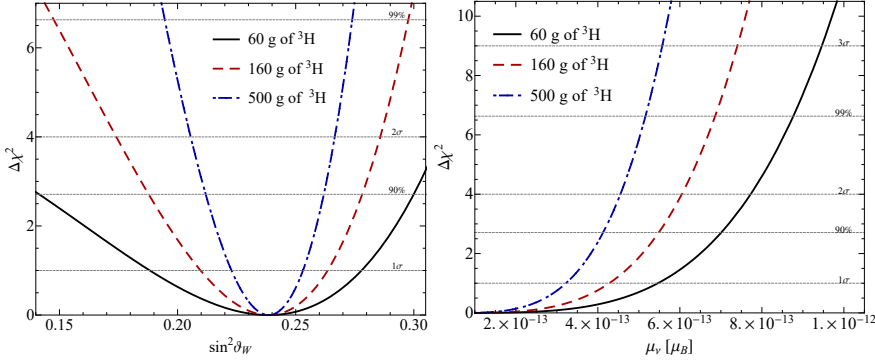 99%
60 g of ³H
160 g of ³H
500 g of ³H
2σ
90%
1σ
6
4
2
0
Δχ²
0.15 0.20 0.25 0.30
sin²ϑ_W
60 g of ³H
160 g of ³H
500 g of ³H
3σ
99%
2σ
90%
1σ
10
8
6
4
2
0
Δχ²
2. × 10⁻¹³ 4. × 10⁻¹³ 6. × 10⁻¹³ 8. × 10⁻¹³ 1. × 10⁻¹²
μ_ν [μ_B]